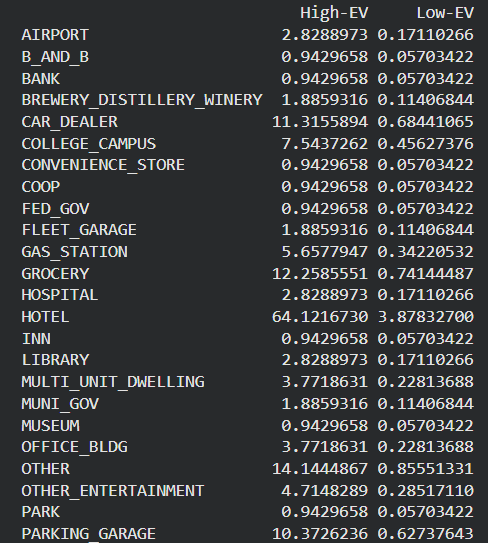 High-EV Low-EV
AIRPORT 2.8288973 0.17110266
B_AND_B 0.9429658 0.05703422
BANK 0.9429658 0.05703422
BREWERY_DISTILLERY_WINERY 1.8859316 0.11406844
CAR_DEALER 11.3155894 0.68441065
COLLEGE_CAMPUS 7.5437262 0.45627376
CONVENIENCE_STORE 0.9429658 0.05703422
COOP 0.9429658 0.05703422
FED_GOV 0.9429658 0.05703422
FLEET_GARAGE 1.8859316 0.11406844
GAS_STATION 5.6577947 0.34220532
GROCERY 12.2585551 0.74144487
HOSPITAL 2.8288973 0.17110266
HOTEL 64.1216730 3.87832700
INN 0.9429658 0.05703422
LIBRARY 2.8288973 0.17110266
MULTI_UNIT_DWELLING 3.7718631 0.22813688
MUNI_GOV 1.8859316 0.11406844
MUSEUM 0.9429658 0.05703422
OFFICE_BLDG 3.7718631 0.22813688
OTHER 14.1444867 0.85551331
OTHER_ENTERTAINMENT 4.7148289 0.28517110
PARK 0.9429658 0.05703422
PARKING_GARAGE 10.3726236 0.62737643